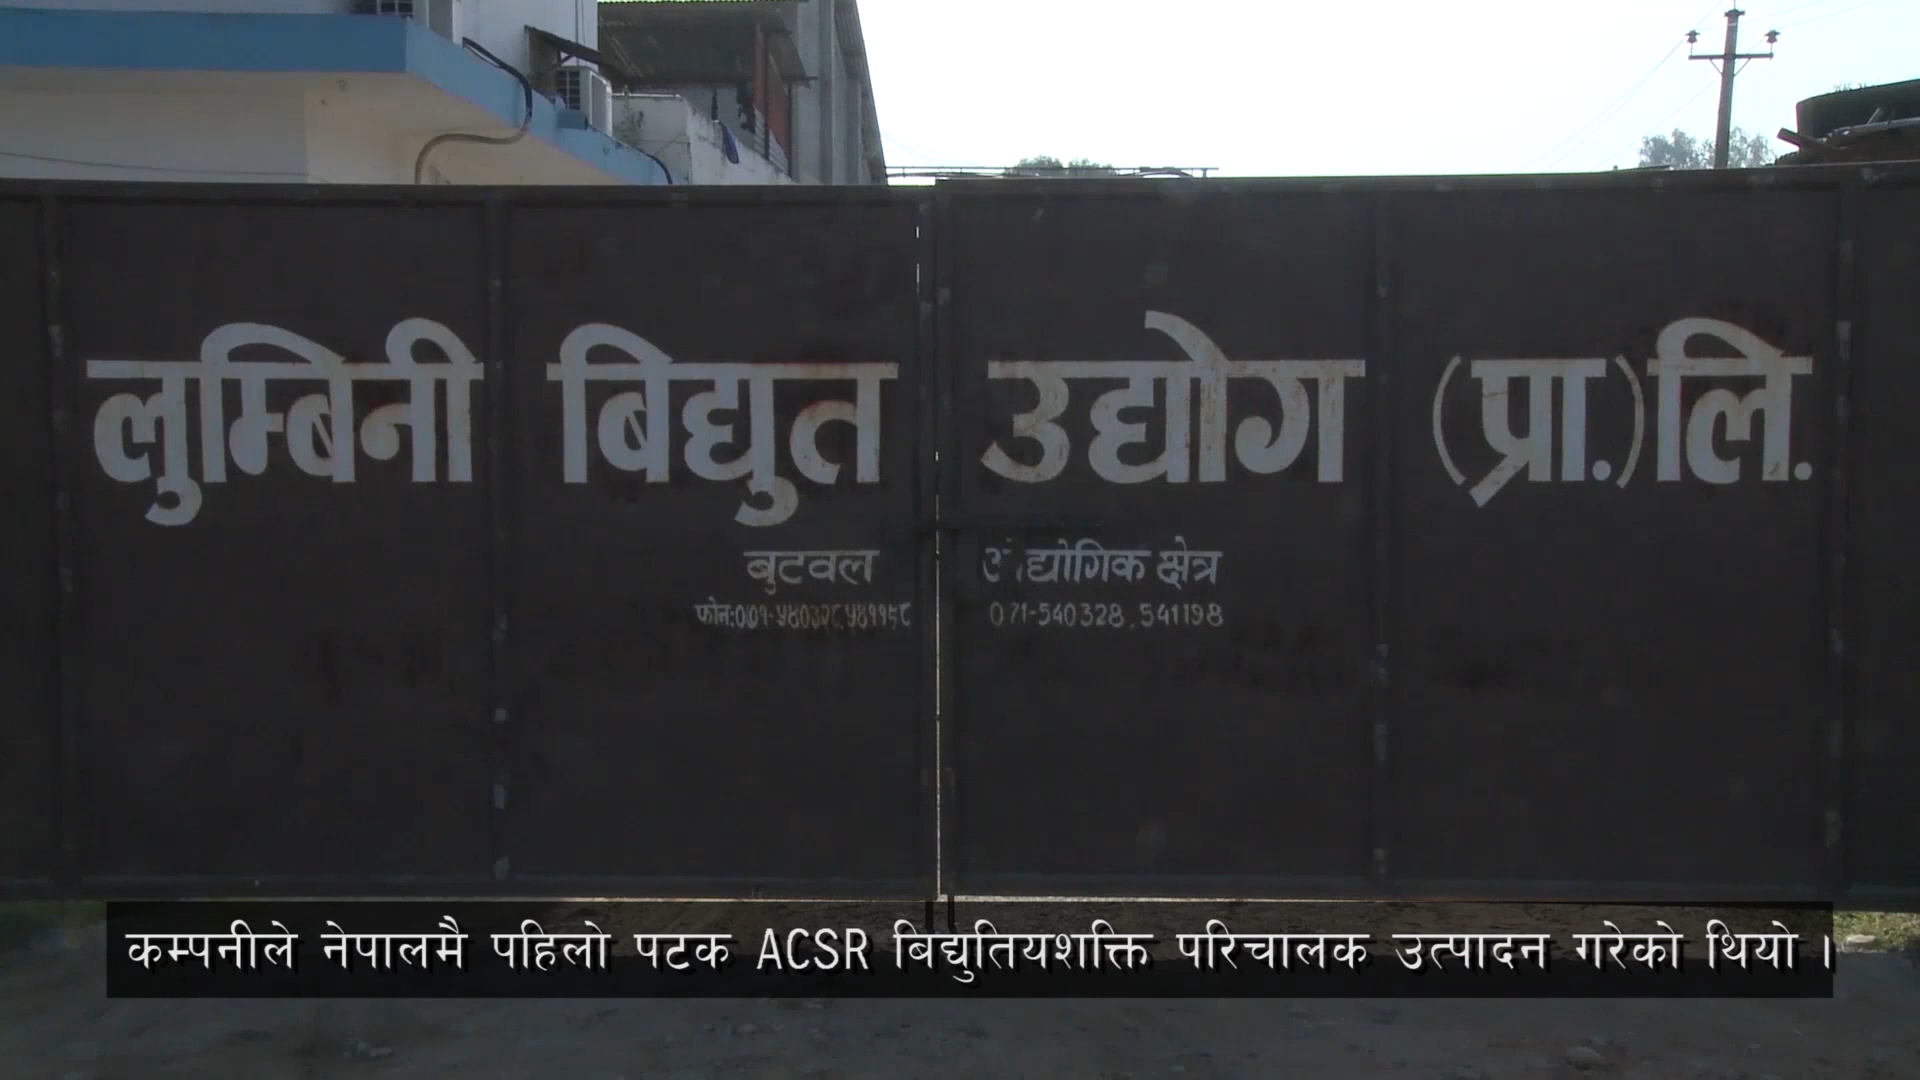 लुम्बिनी बिद्युत उद्योग (प्रा.) लि.
बुटवल औद्योगिक क्षेत्र
फोन: 071-540328, 541198
कम्पनीले नेपालमै पहिलो पटक ACSR बिद्युतियशक्ति परिचालक उत्पादन गरेको थियो ।